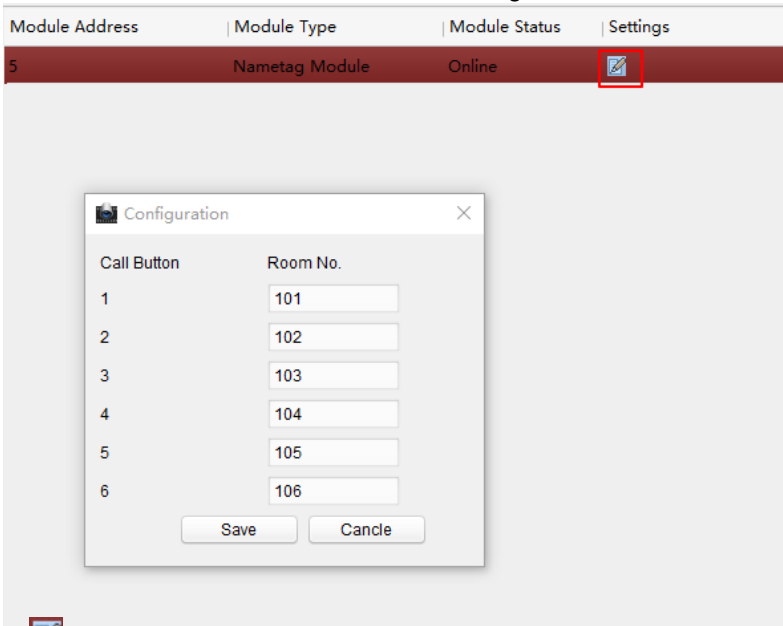 Module Address Module Type Module Status Settings
5 Nametag Module Online
Configuration
Call Button Room No.
1 101
2 102
3 103
4 104
5 105
6 106
Save Cancle